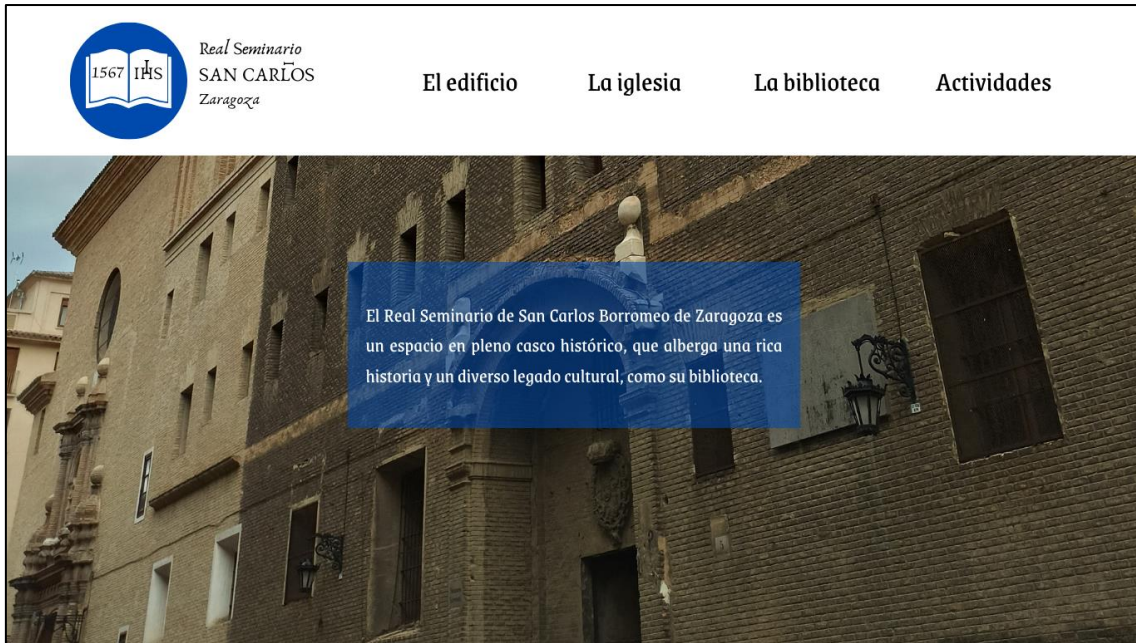 1567 IHS
Real Seminario
SAN CARLOS
Zaragoza
El edificio
La iglesia
La biblioteca
Actividades
El Real Seminario de San Carlos Borromeo de Zaragoza es
un espacio en pleno casco histórico, que alberga una rica
historia y un diverso legado cultural, como su biblioteca.